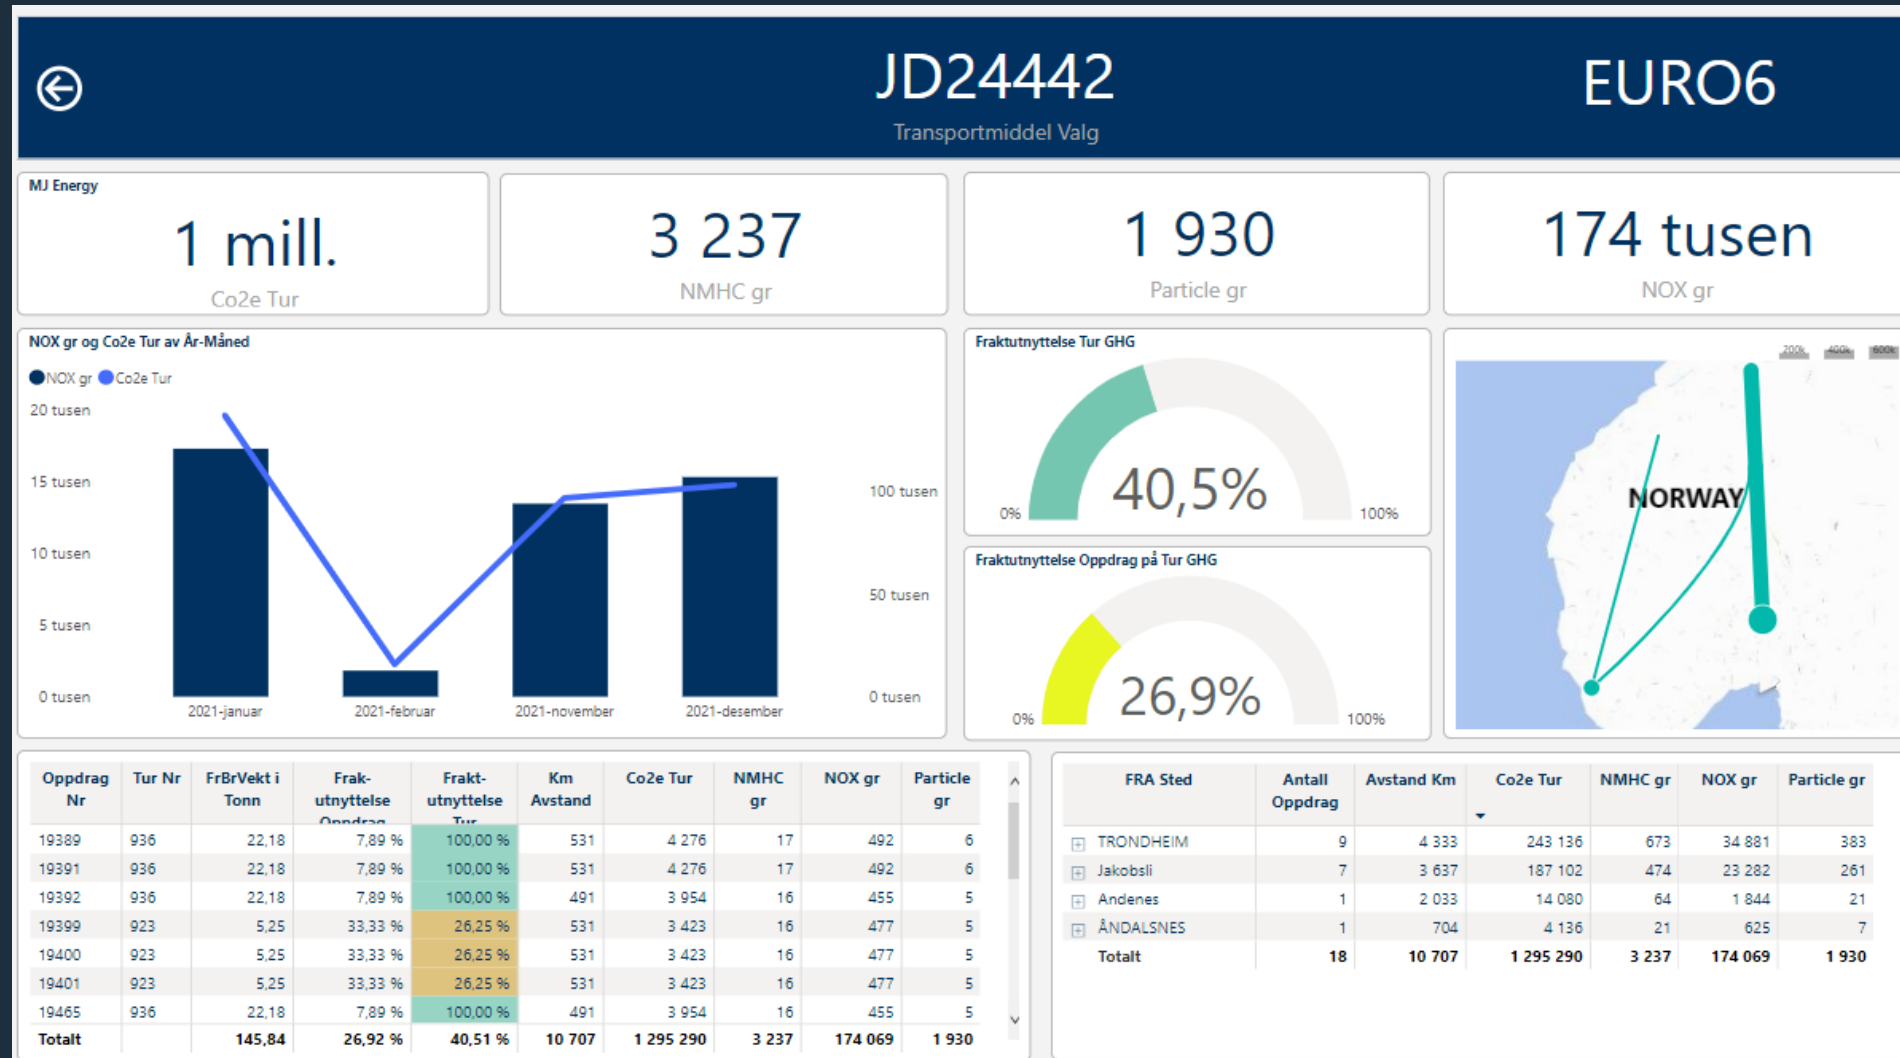 JD24442
Transportmiddel Valg
EURO6
MJ Energy
1 mill.
Co2e Tur
3 237
NMHC gr
1 930
Particle gr
174 tusen
NOX gr
NOX gr og Co2e Tur av År-Måned
NOX gr Co2e Tur
20 tusen
15 tusen
10 tusen
5 tusen
0 tusen
100 tusen
50 tusen
0 tusen
2021-januar 2021-februar 2021-november 2021-desember
Fraktutnyttelse Tur GHG
40,5%
0% 100%
Fraktutnyttelse Oppdrag på Tur GHG
26,9%
0% 100%
200k 400k 600k
NORWAY
Oppdrag Nr Tur Nr FrBrVekt i Tonn Frak-utnyttelse Oppdrag Frakt-utnyttelse Tur Km Avstand Co2e Tur NMHC gr NOX gr Particle gr
19389 936 22,18 7,89 % 100,00 % 531 4 276 17 492 6
19391 936 22,18 7,89 % 100,00 % 531 4 276 17 492 6
19392 936 22,18 7,89 % 100,00 % 491 3 954 16 455 5
19399 923 5,25 33,33 % 26,25 % 531 3 423 16 477 5
19400 923 5,25 33,33 % 26,25 % 531 3 423 16 477 5
19401 923 5,25 33,33 % 26,25 % 531 3 423 16 477 5
19465 936 22,18 7,89 % 100,00 % 491 3 954 16 455 5
Totalt 145,84 26,92 % 40,51 % 10 707 1 295 290 3 237 174 069 1 930
FRA Sted Antall Oppdrag Avstand Km Co2e Tur NMHC gr NOX gr Particle gr
TRONDHEIM 9 4 333 243 136 673 34 881 383
Jakobsli 7 3 637 187 102 474 23 282 261
Andenes 1 2 033 14 080 64 1 844 21
ÅNDALSNES 1 704 4 136 21 625 7
Totalt 18 10 707 1 295 290 3 237 174 069 1 930